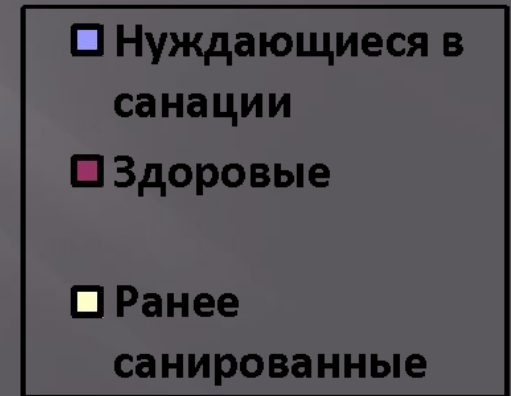 Нуждающиеся в
санации
Здоровые
Ранее
санированные